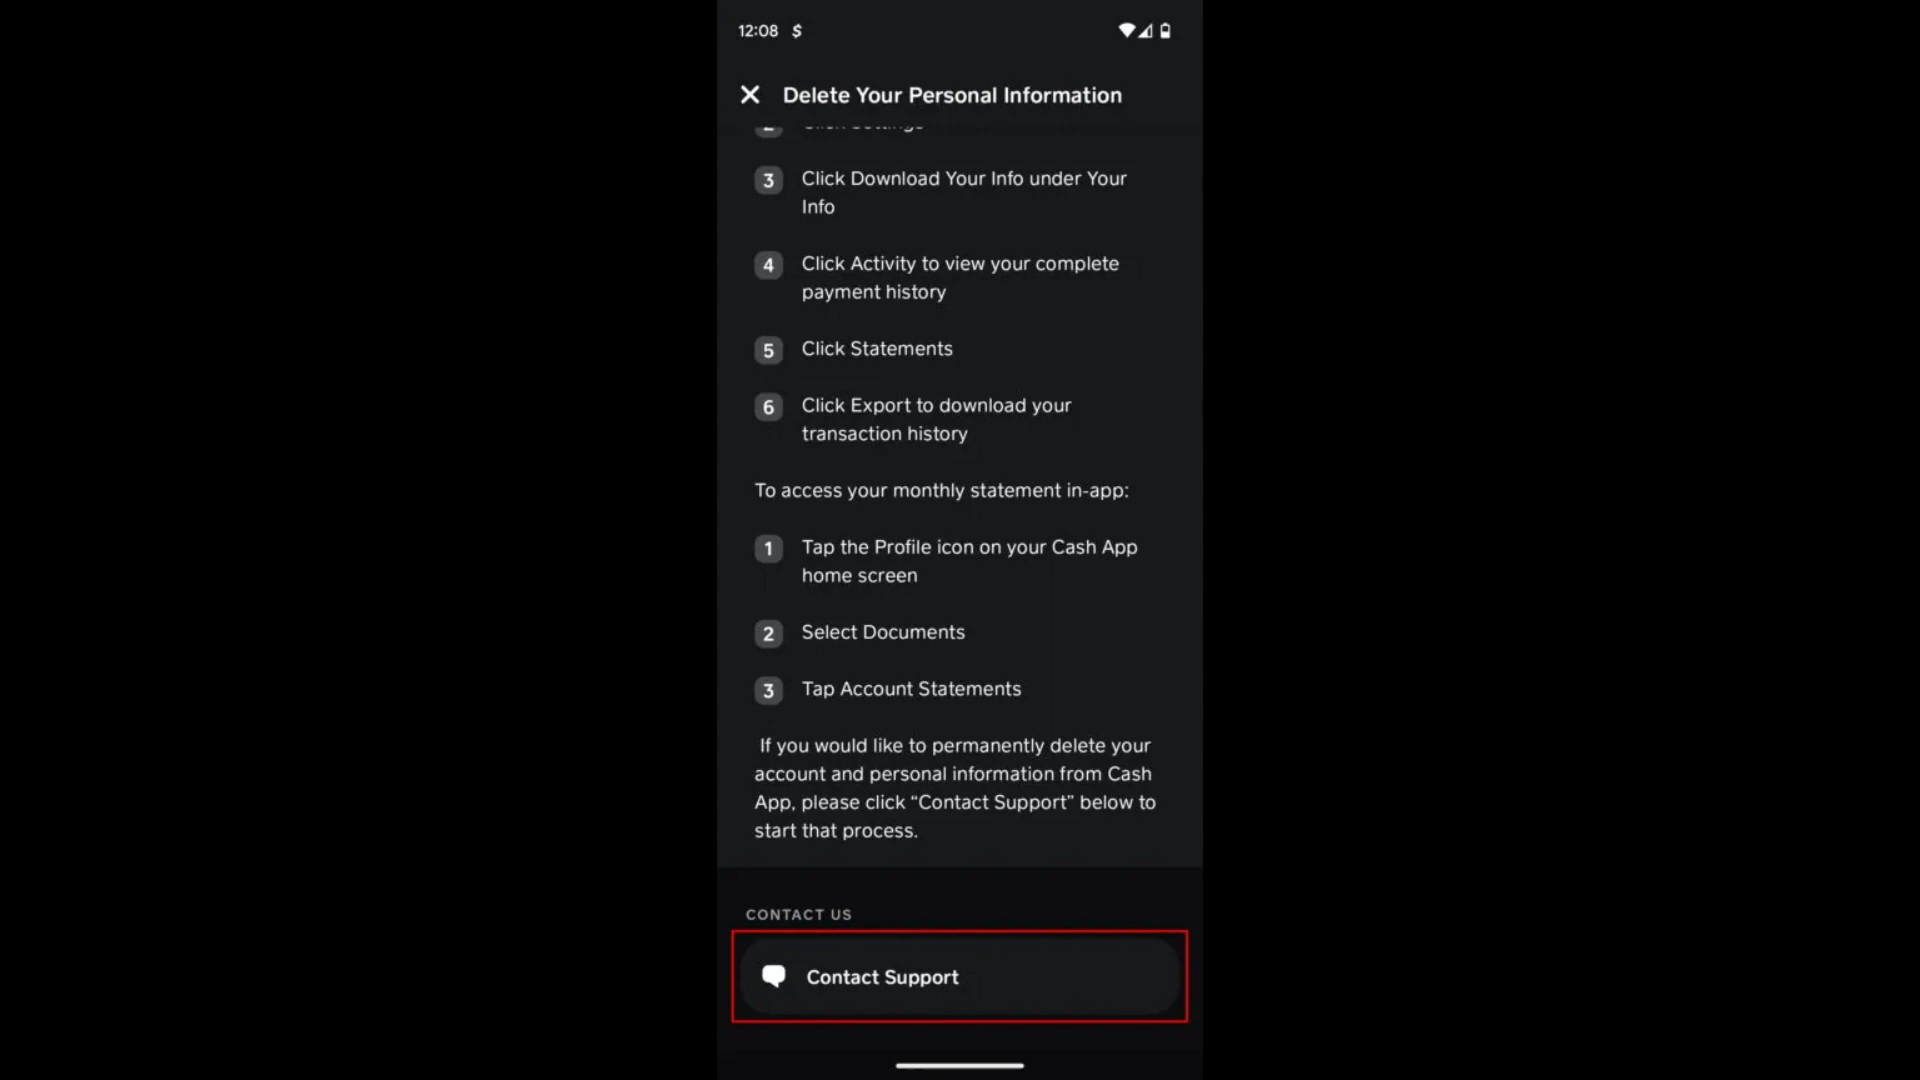 12:08 $
Delete Your Personal Information
3 Click Download Your Info under Your
Info
4 Click Activity to view your complete
payment history
5 Click Statements
6 Click Export to download your
transaction history
To access your monthly statement in-app:
1 Tap the Profile icon on your Cash App
home screen
2 Select Documents
3 Tap Account Statements
If you would like to permanently delete your
account and personal information from Cash
App, please click “Contact Support” below to
start that process.
CONTACT US
Contact Support